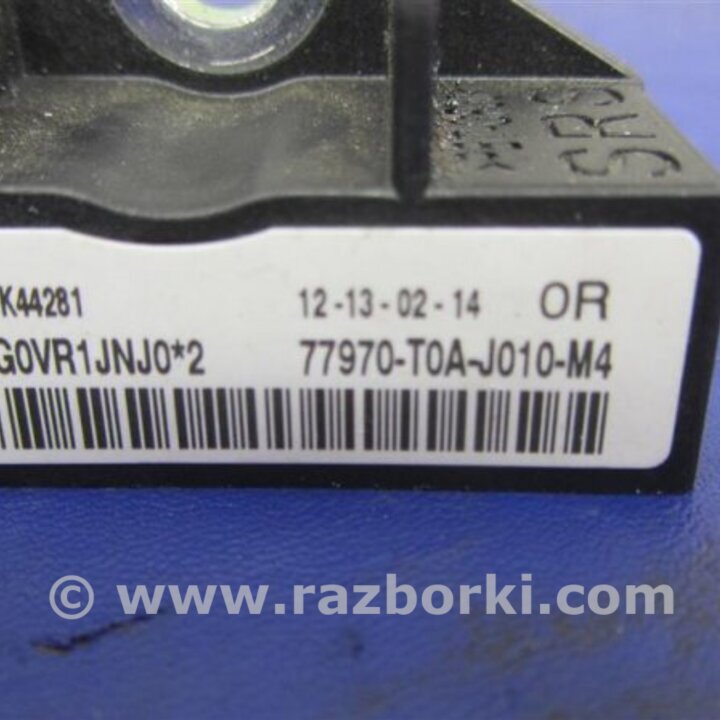 SRS
K44281 12-13-02-14 OR
G0VR1JNJ0*2 77970-T0A-J010-M4
© www.razborki.com